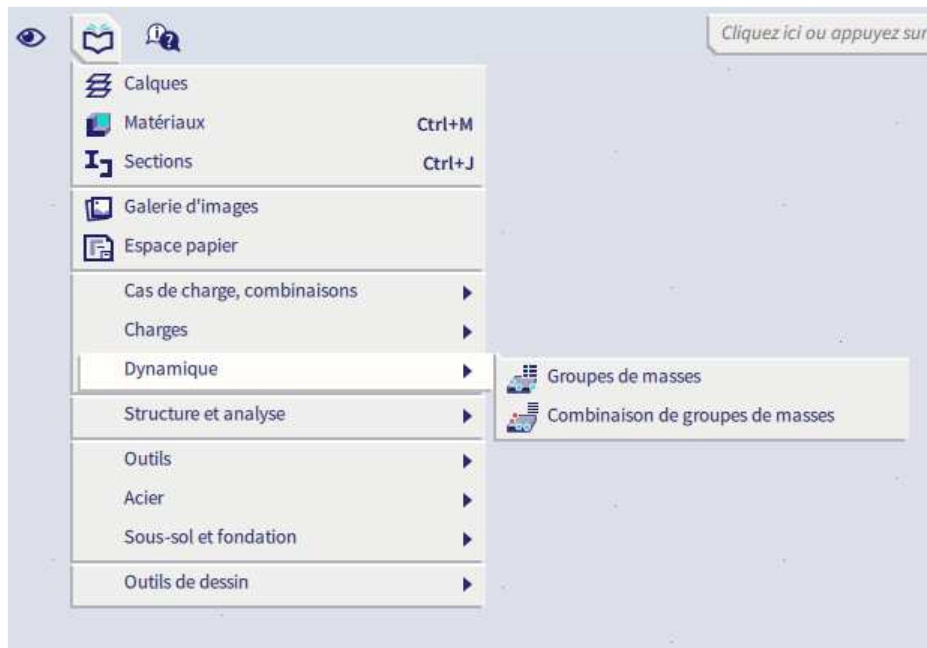 Cliquez ici ou appuyez sur
Calques
Matériaux Ctrl+M
Sections Ctrl+J
Galerie d'images
Espace papier
Cas de charge, combinaisons
Charges
Dynamique
Groupes de masses
Combinaison de groupes de masses
Structure et analyse
Outils
Acier
Sous-sol et fondation
Outils de dessin